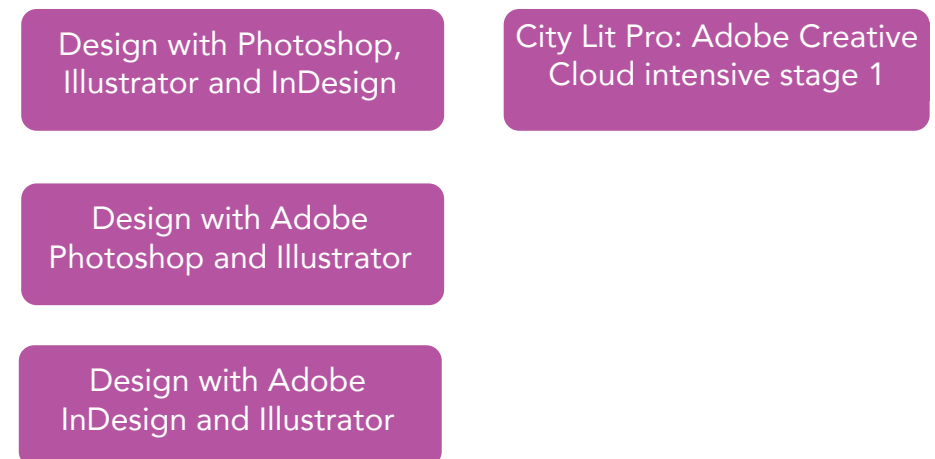 Design with Photoshop,
Illustrator and InDesign
City Lit Pro: Adobe Creative
Cloud intensive stage 1
Design with Adobe
Photoshop and Illustrator
Design with Adobe
InDesign and Illustrator